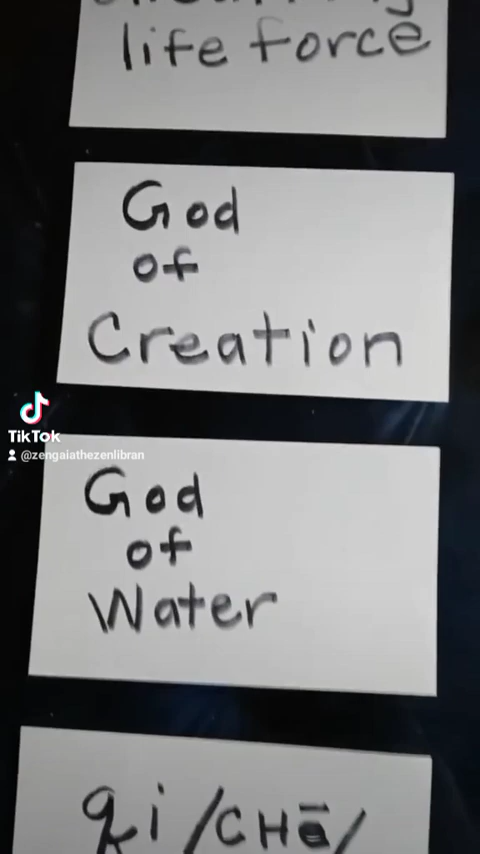 life force
God
of
Creation
God
of
Water
qi/CHē/
TikTok
@zengaiathezenlibran